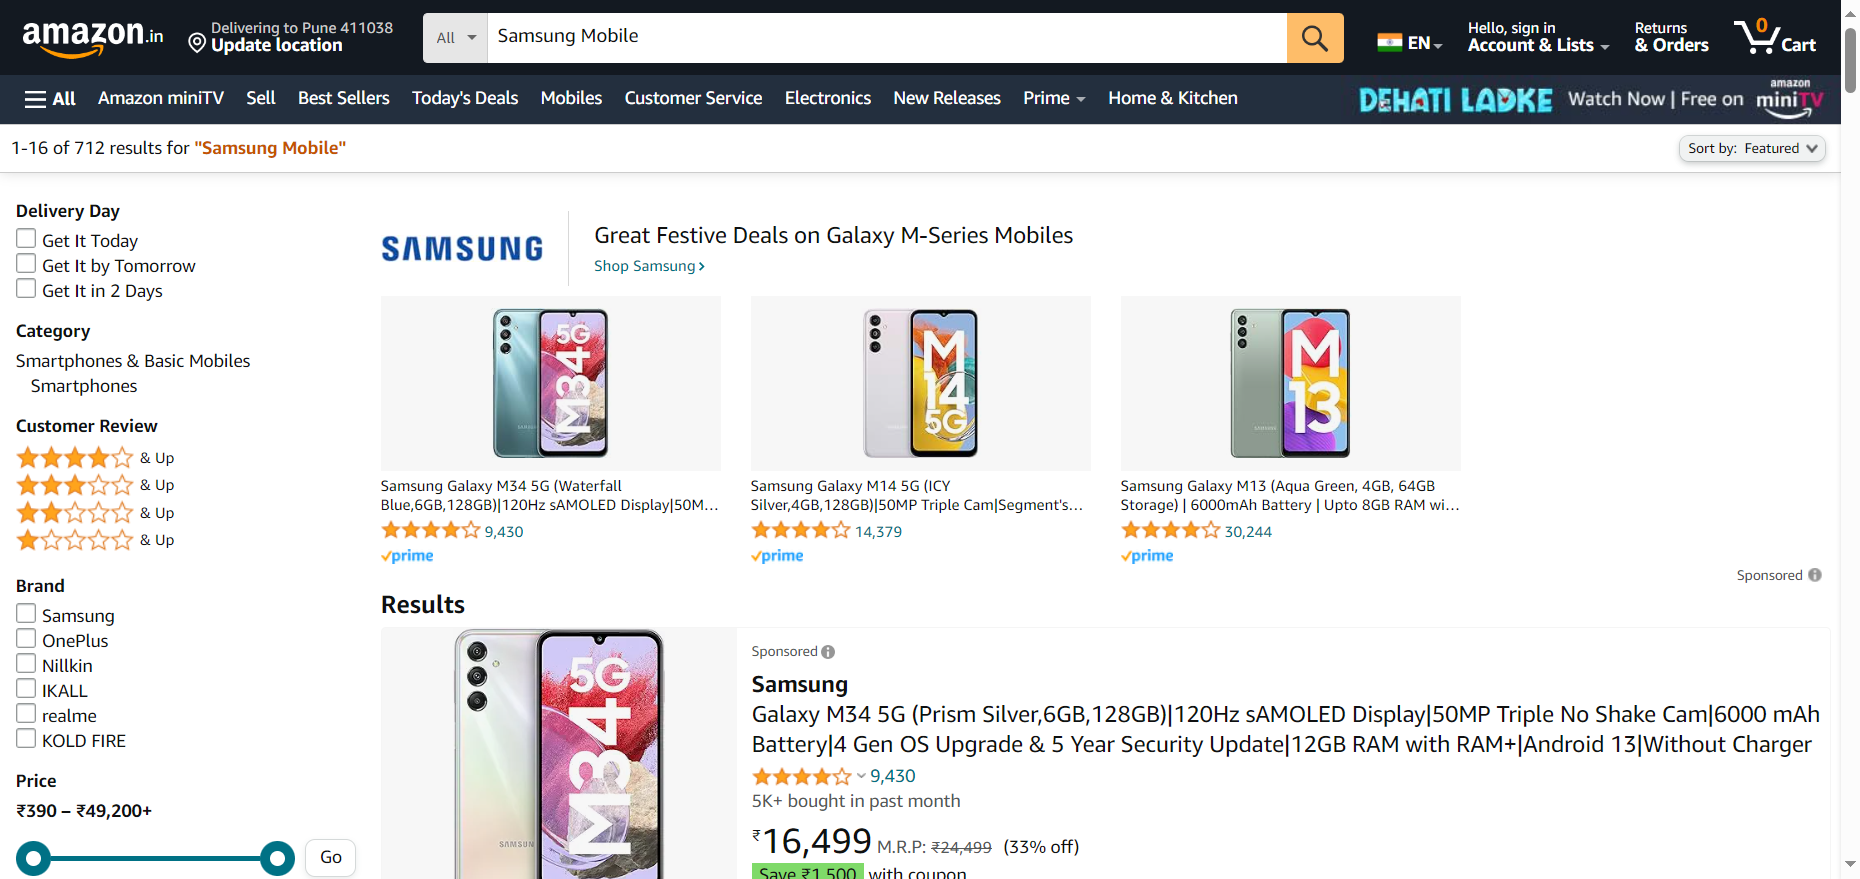 amazon.in
Delivering to Pune 411038
Update location
All
Samsung Mobile
EN
Hello, sign in
Account & Lists
Returns
& Orders
0
Cart
All
Amazon miniTV
Sell
Best Sellers
Today's Deals
Mobiles
Customer Service
Electronics
New Releases
Prime
Home & Kitchen
DEHATI LADKE
Watch Now | Free on
amazon
miniTV
1-16 of 712 results for "Samsung Mobile"
Sort by: Featured
Delivery Day
Get It Today
Get It by Tomorrow
Get It in 2 Days
Category
Smartphones & Basic Mobiles
Smartphones
Customer Review
& Up
& Up
& Up
& Up
Brand
Samsung
OnePlus
Nillkin
IKALL
realme
KOLD FIRE
Price
₹390 – ₹49,200+
Go
SAMSUNG
Great Festive Deals on Galaxy M-Series Mobiles
Shop Samsung
M34 5G
M
14
5G
M
13
SAMSUNG
Samsung Galaxy M34 5G (Waterfall
Blue,6GB,128GB)|120Hz sAMOLED Display|50M...
9,430
prime
Samsung Galaxy M14 5G (ICY
Silver,4GB,128GB)|50MP Triple Cam|Segment's...
14,379
prime
Samsung Galaxy M13 (Aqua Green, 4GB, 64GB
Storage) | 6000mAh Battery | Upto 8GB RAM wi...
30,244
prime
Sponsored
Results
M34 5G
SAMSUNG
Sponsored
Samsung
Galaxy M34 5G (Prism Silver,6GB,128GB)|120Hz sAMOLED Display|50MP Triple No Shake Cam|6000 mAh
Battery|4 Gen OS Upgrade & 5 Year Security Update|12GB RAM with RAM+|Android 13|Without Charger
9,430
5K+ bought in past month
₹16,499 M.R.P: ₹24,499 (33% off)
Save ₹1,500 with coupon